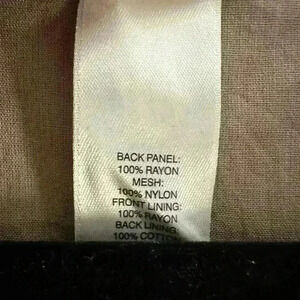 BACK PANEL:
100% RAYON
MESH:
100% NYLON
FRONT LINING:
100% RAYON
BACK LINING:
100% COTTON